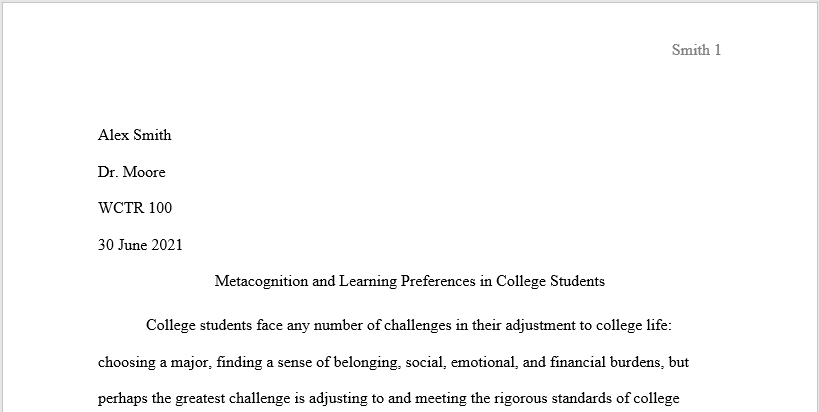 Smith 1
Alex Smith
Dr. Moore
WCTR 100
30 June 2021
Metacognition and Learning Preferences in College Students
College students face any number of challenges in their adjustment to college life:
choosing a major, finding a sense of belonging, social, emotional, and financial burdens, but
perhaps the greatest challenge is adjusting to and meeting the rigorous standards of college